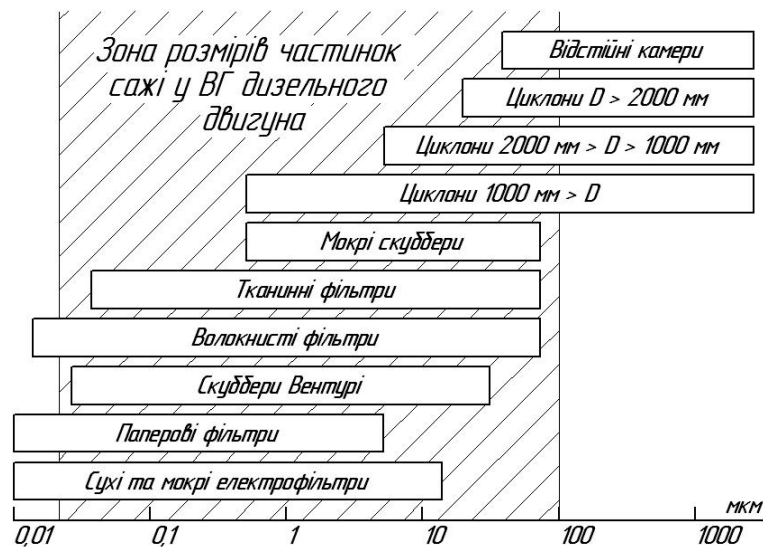 Зона розмірів частинок
сажі у ВГ дизельного
двигуна
Відстійні камери
Циклони D > 2000 мм
Циклони 2000 мм > D > 1000 мм
Циклони 1000 мм > D
Мокрі скуббери
Тканинні фільтри
Волокнисті фільтри
Скуббери Вентурі
Паперові фільтри
Сухі та мокрі електрофільтри
мкм
0,01 0,1 1 10 100 1000